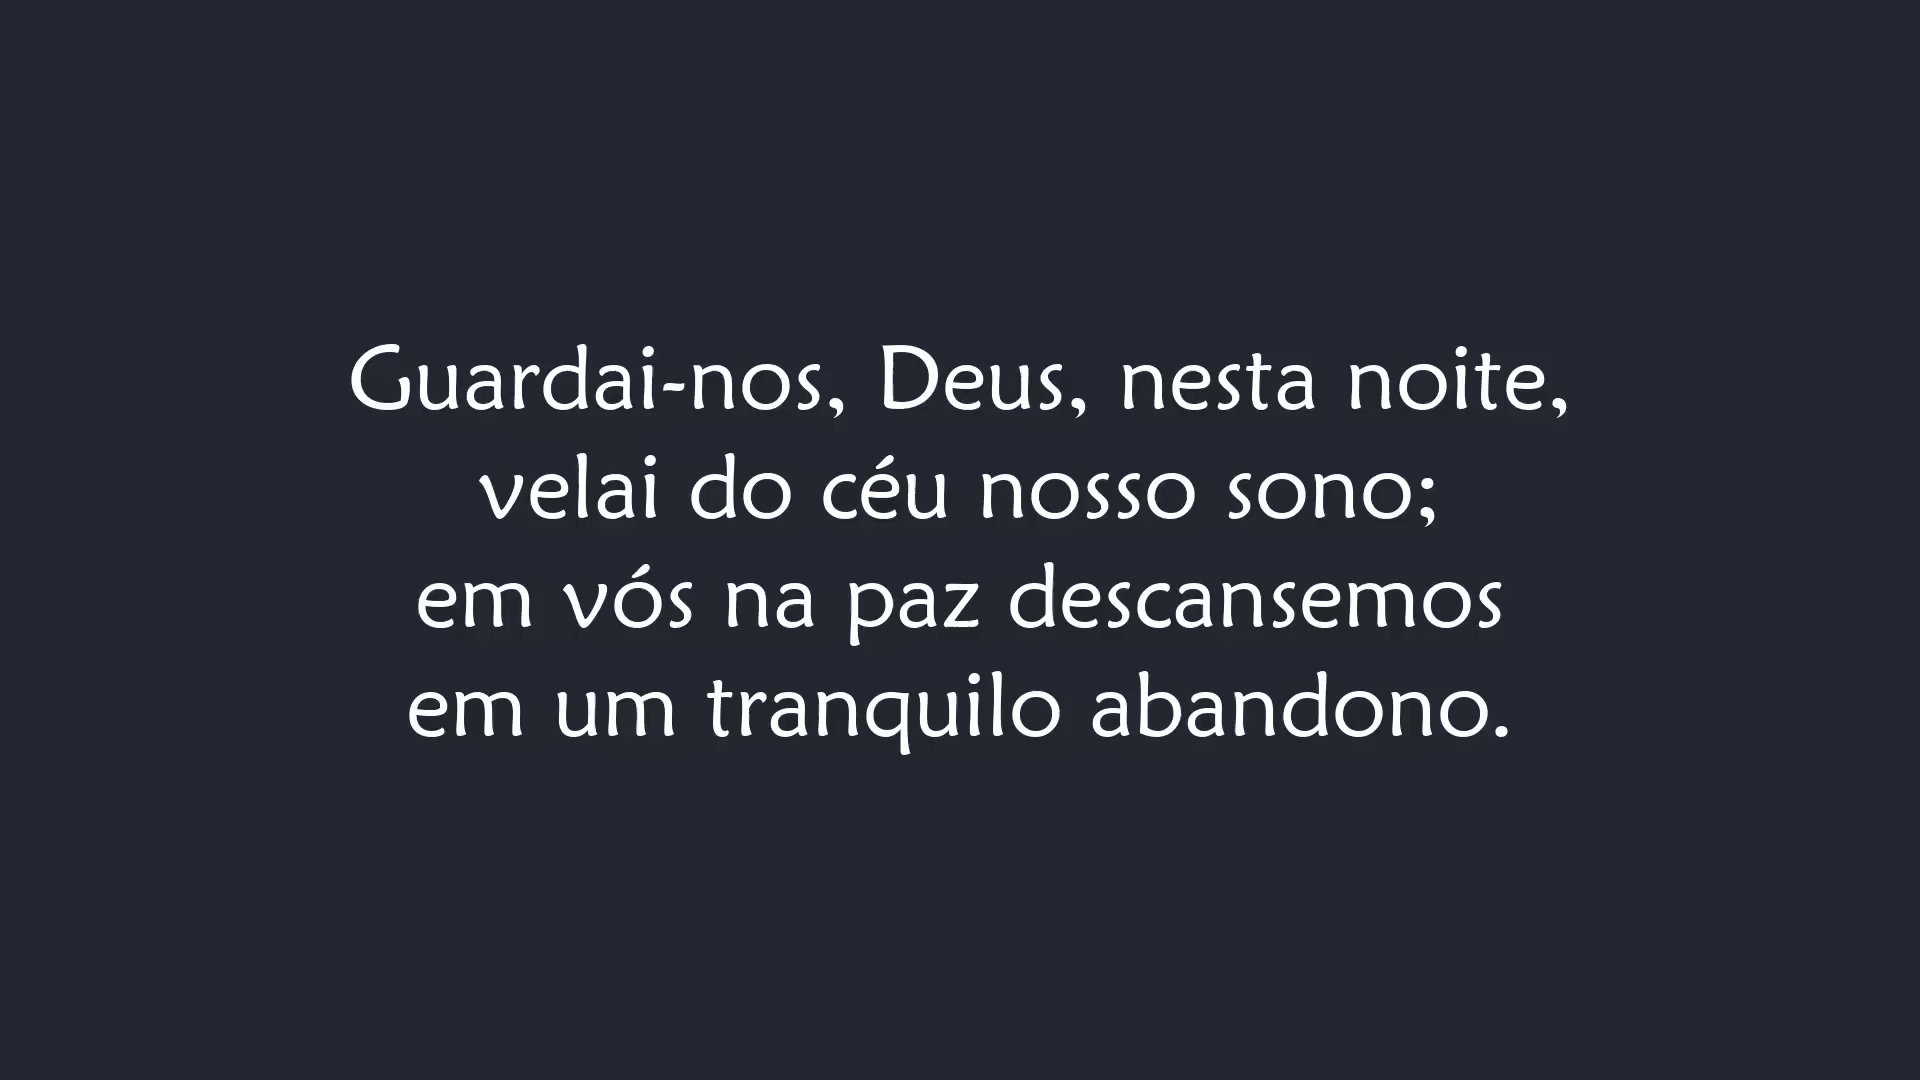 Guardai-nos, Deus, nesta noite,
velai do céu nosso sono;
em vós na paz descansemos
em um tranquilo abandono.